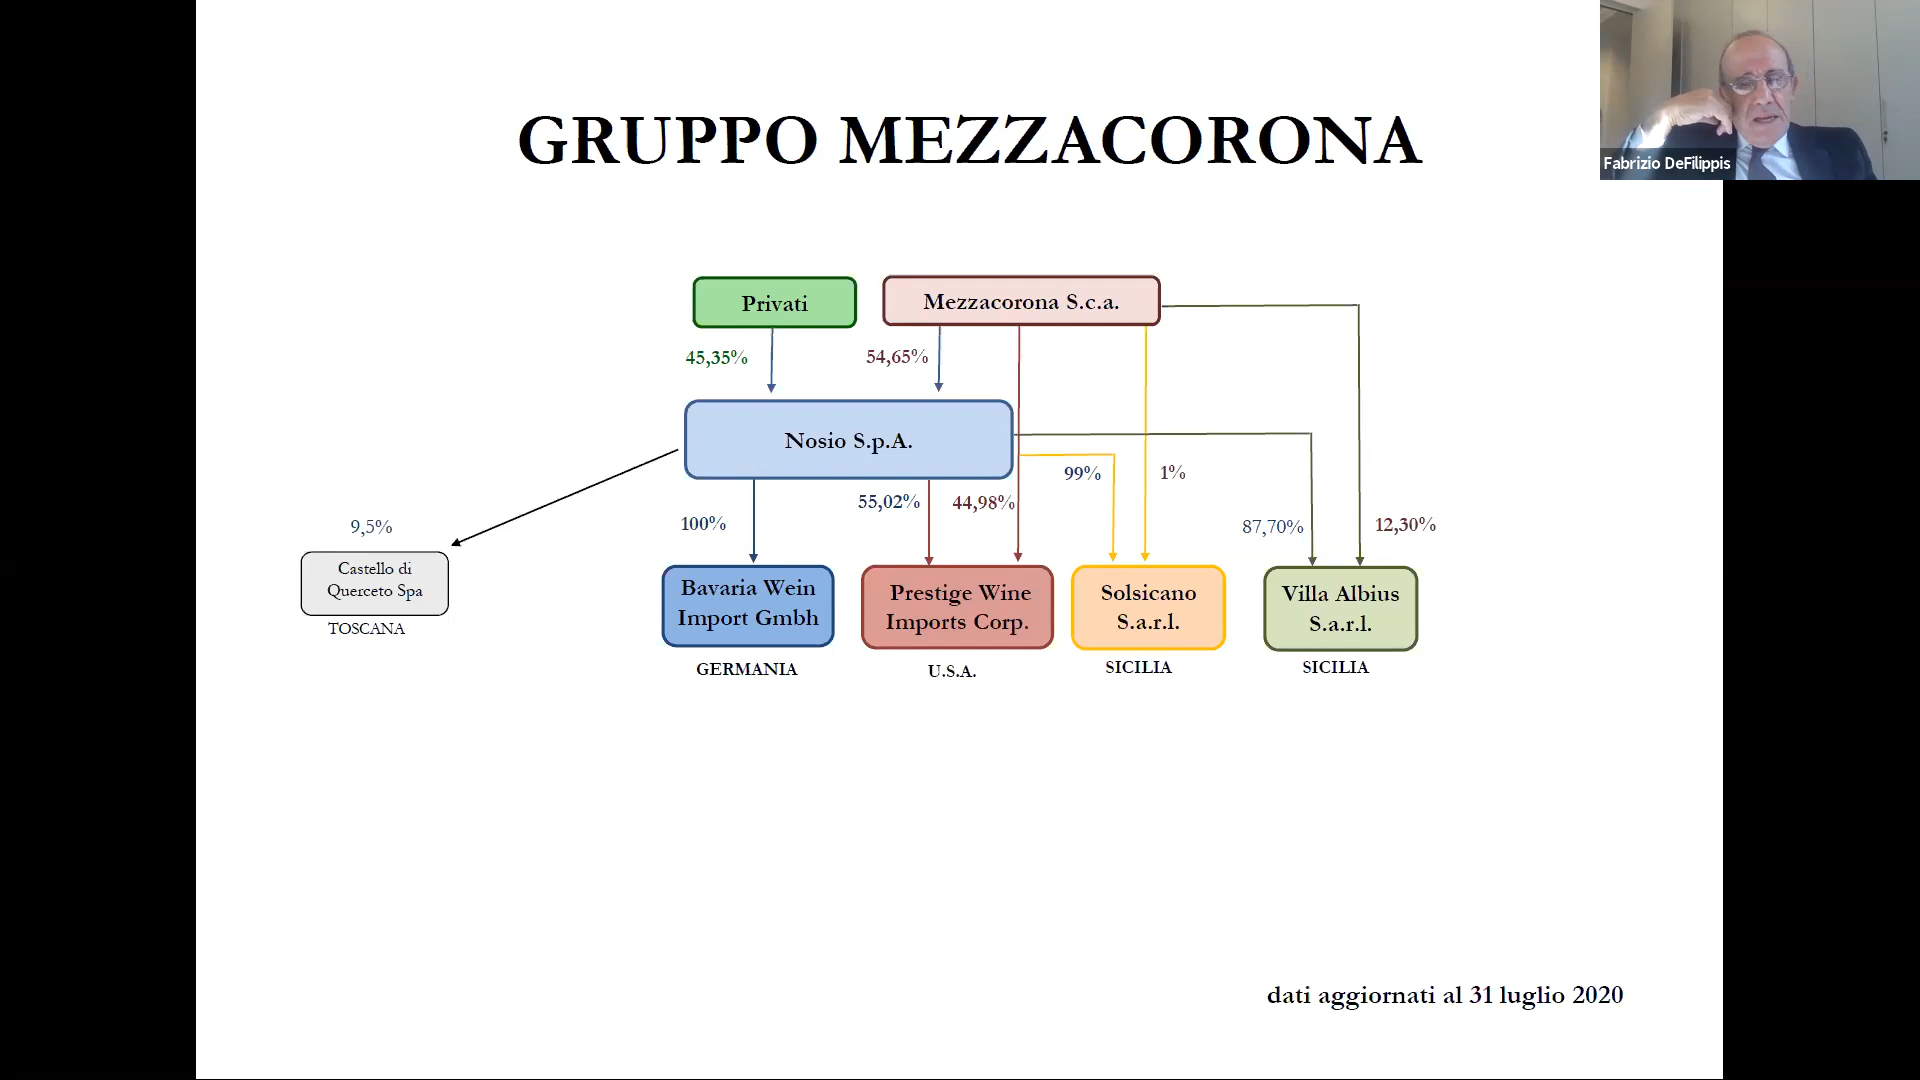 GRUPPO MEZZACORONA
Fabrizio DeFilippis
Privati
Mezzacorona S.c.a.
45,35%
54,65%
Nosio S.p.A.
99%
1%
55,02%
44,98%
100%
9,5%
87,70%
12,30%
Castello di
Querceto Spa
TOSCANA
Bavaria Wein
Import Gmbh
GERMANIA
Prestige Wine
Imports Corp.
U.S.A.
Solsicano
S.a.r.l.
SICILIA
Villa Albius
S.a.r.l.
SICILIA
dati aggiornati al 31 luglio 2020